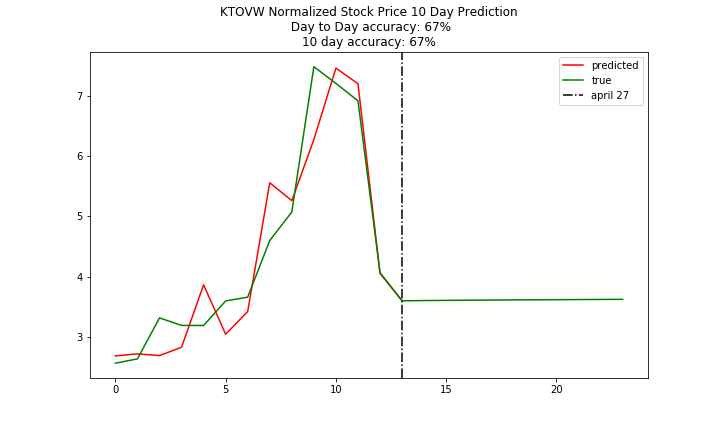 KTOVW Normalized Stock Price 10 Day Prediction
Day to Day accuracy: 67%
10 day accuracy: 67%
predicted
true
april 27
7
6
5
4
3
0
5
10
15
20